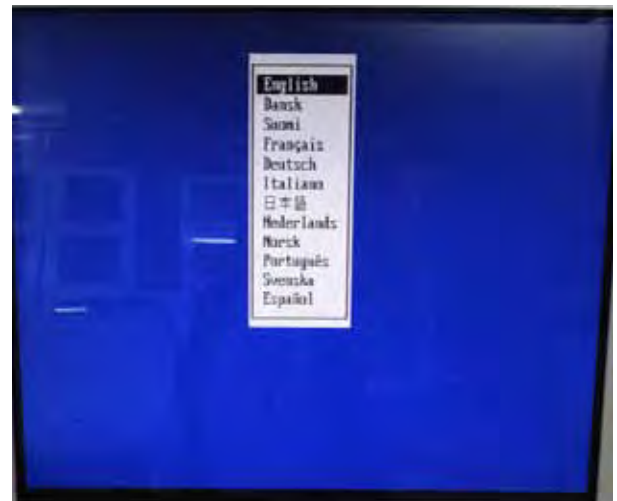 English
Dansk
Suomi
Français
Deutsch
Italiano
日本語
Nederlands
Norsk
Português
Svenska
Español